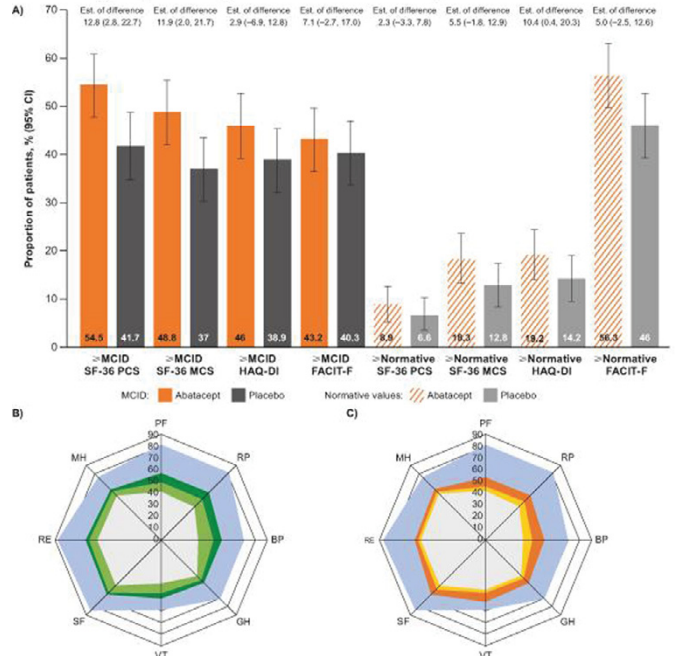 A)
Est. of difference Est. of difference Est. of difference Est. of difference Est. of difference Est. of difference Est. of difference Est. of difference
12.8 (2.8, 22.7) 11.9 (2.0, 21.7) 2.9 (−6.9, 12.8) 7.1 (−2.7, 17.0) 2.3 (−3.3, 7.8) 5.5 (−1.8, 12.9) 10.4 (0.4, 20.3) 5.0 (−2.5, 12.6)
Proportion of patients, % (95% CI)
70
60
50
40
30
20
10
0
54.5 41.7 48.8 37 46 38.9 43.2 40.3 8.9 6.6 18.3 12.8 19.2 14.2 56.3 46
≥MCID ≥MCID ≥MCID ≥MCID ≥Normative ≥Normative ≥Normative ≥Normative
SF-36 PCS SF-36 MCS HAQ-DI FACIT-F SF-36 PCS SF-36 MCS HAQ-DI FACIT-F
MCID: Abatacept Placebo Normative values: Abatacept Placebo
B)
PF
90
80
70
60
50
40
30
20
10
0
RP
BP
GH
VT
SF
RE
MH
C)
PF
90
80
70
60
50
40
30
20
10
0
RP
BP
GH
VT
SF
RE
MH